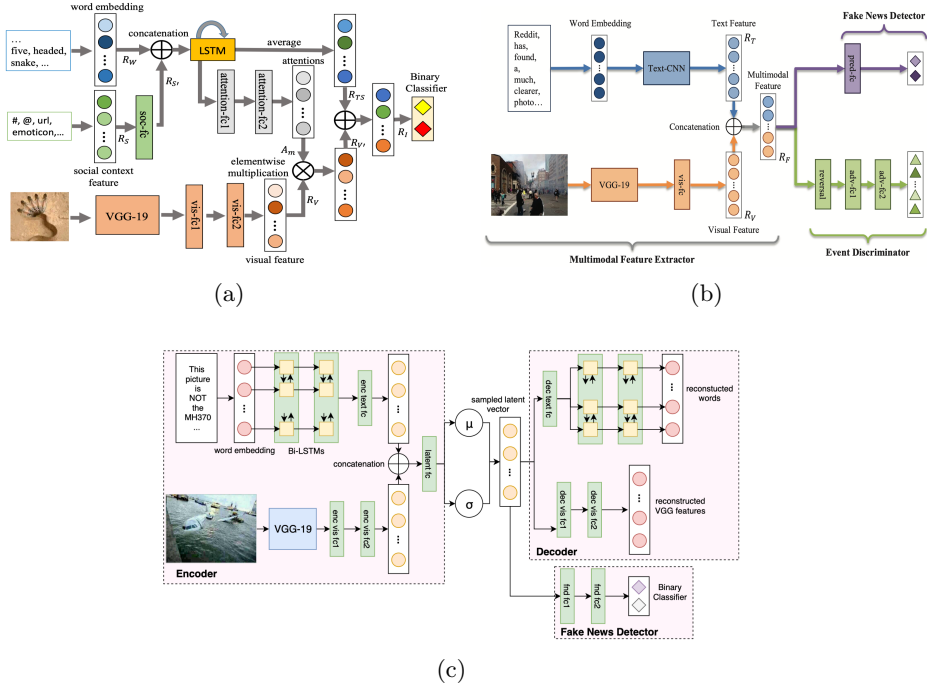 word embedding
...
five, headed,
snake, ...
R_W
concatenation
LSTM
average
R_S'
attention-fc1
attention-fc2
attentions
A_m
R_TS
Binary
Classifier
R_I
#, @, url,
emoticon,...
R_S
soc-fc
social context
feature
elementwise
multiplication
R_V
R_V'
VGG-19
vis-fc1
vis-fc2
visual feature
(a)
Reddit,
has,
found,
a,
much,
clearer,
photo...
Word Embedding
Text-CNN
Text Feature
R_T
Concatenation
Multimodal
Feature
R_F
Fake News
Detector
pred-fc
VGG-19
vis-fc
R_V
Visual Feature
reversal
adv-fc1
adv-fc2
Multimodal Feature Extractor
Event Discriminator
(b)
This
picture
is
NOT
the
MH370
...
word embedding
Bi-LSTMs
enc text fc
concatenation
latent fc
VGG-19
enc vis fc1
enc vis fc2
Encoder
μ
σ
sampled latent
vector
dec text fc
reconstucted
words
dec vis fc1
dec vis fc2
reconstructed
VGG features
Decoder
fnd fc1
fnd fc2
Binary
Classifier
Fake News Detector
(c)